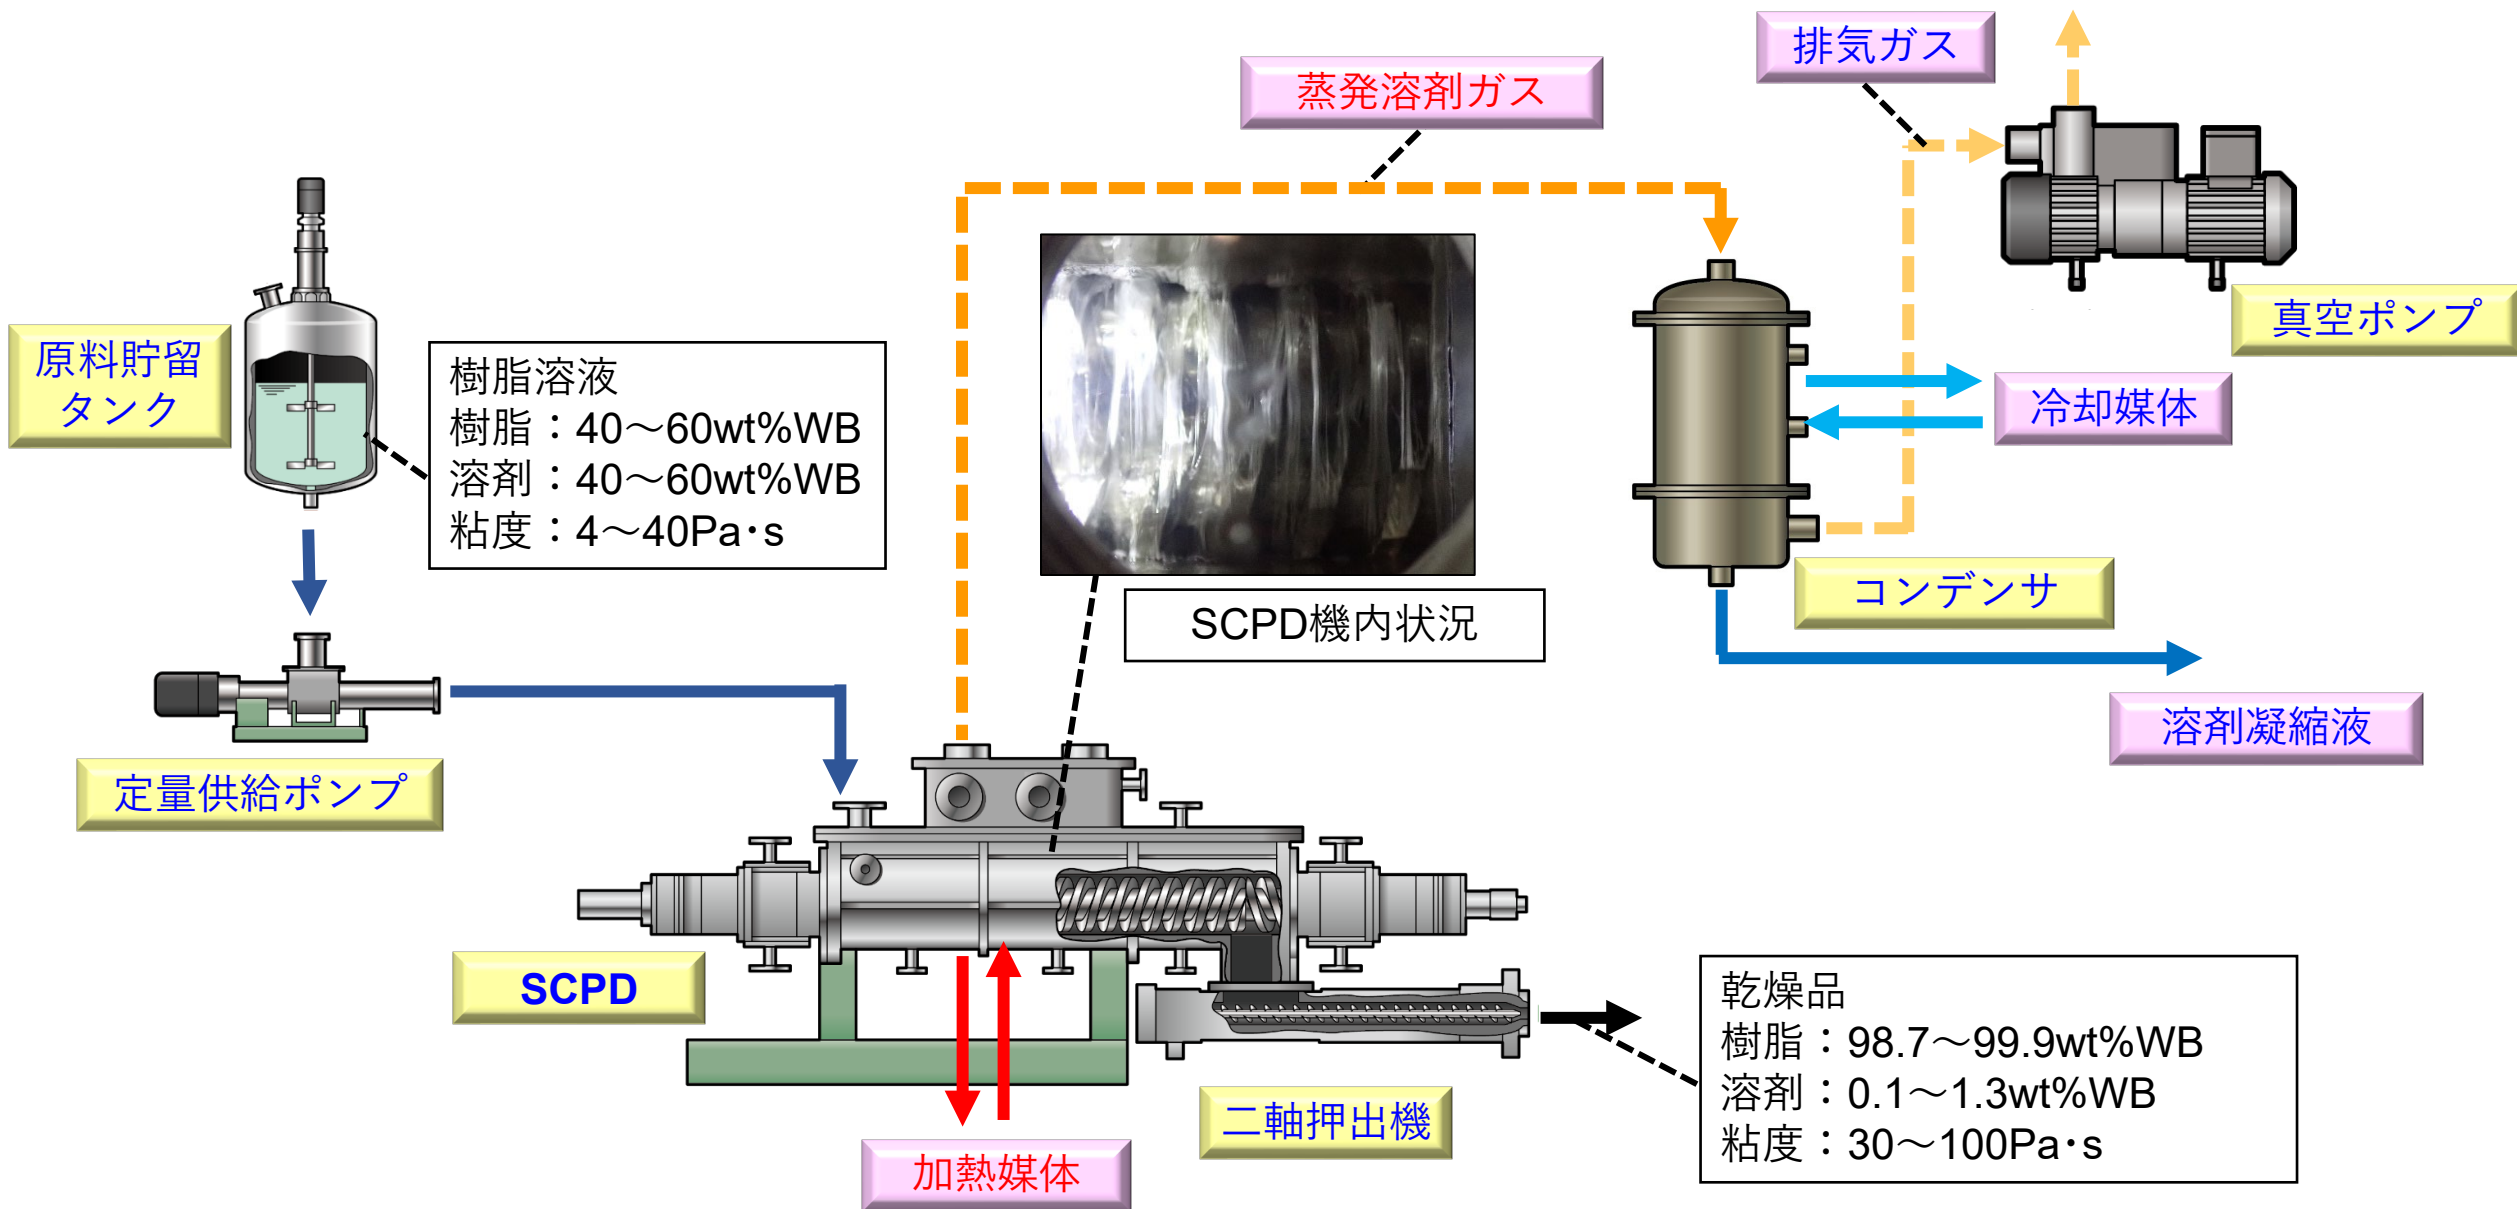 排気ガス
蒸発溶剤ガス
真空ポンプ
原料貯留
タンク
樹脂溶液
樹脂：40～60wt%WB
溶剤：40～60wt%WB
粘度：4～40Pa･s
冷却媒体
コンデンサ
SCPD機内状況
溶剤凝縮液
定量供給ポンプ
SCPD
乾燥品
樹脂：98.7～99.9wt%WB
溶剤：0.1～1.3wt%WB
粘度：30～100Pa･s
二軸押出機
加熱媒体